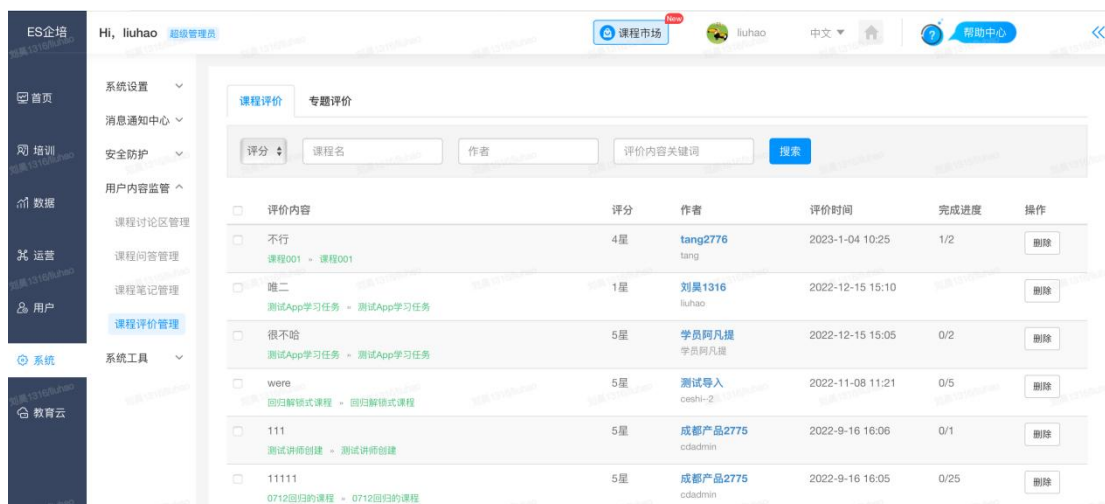 ES企培
Hi, liuhao 超级管理员
课程市场
New
liuhao
中文
帮助中心
首页
培训
数据
运营
用户
系统
教育云
系统设置
消息通知中心
安全防护
用户内容监管
课程讨论区管理
课程问答管理
课程笔记管理
课程评价管理
系统工具
课程评价 专题评价
评分 课程名 作者 评价内容关键词 搜索
评价内容 评分 作者 评价时间 完成进度 操作
不行 4星 tang2776 2023-1-04 10:25 1/2 删除
课程001 » 课程001 tang
唯二 1星 刘昊1316 2022-12-15 15:10 删除
测试App学习任务 » 测试App学习任务 liuhao
很不哈 5星 学员阿凡提 2022-12-15 15:05 0/2 删除
测试App学习任务 » 测试App学习任务 学员阿凡提
were 5星 测试导入 2022-11-08 11:21 0/5 删除
回归解锁式课程 » 回归解锁式课程 ceshi--2
111 5星 成都产品2775 2022-9-16 16:06 0/1 删除
测试讲师创建 » 测试讲师创建 cdadmin
11111 5星 成都产品2775 2022-9-16 16:05 0/25 删除
0712回归的课程 » 0712回归的课程 cdadmin